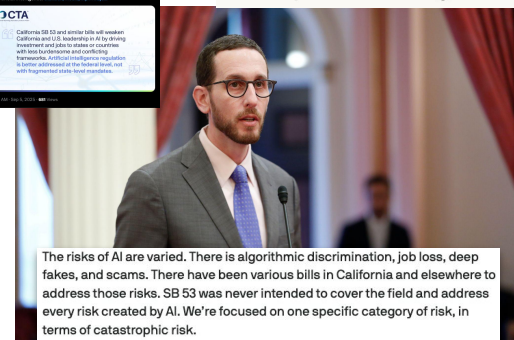 CTA
California SB 53 and similar bills will weaken
California and U.S. leadership in AI by driving
investment and jobs to states or countries
with less burdensome and conflicting
frameworks. Artificial intelligence regulation
is better addressed at the federal level, not
with fragmented state-level mandates.
AM · Sep 5, 2025 · Views
The risks of AI are varied. There is algorithmic discrimination, job loss, deep
fakes, and scams. There have been various bills in California and elsewhere to
address those risks. SB 53 was never intended to cover the field and address
every risk created by AI. We’re focused on one specific category of risk, in
terms of catastrophic risk.